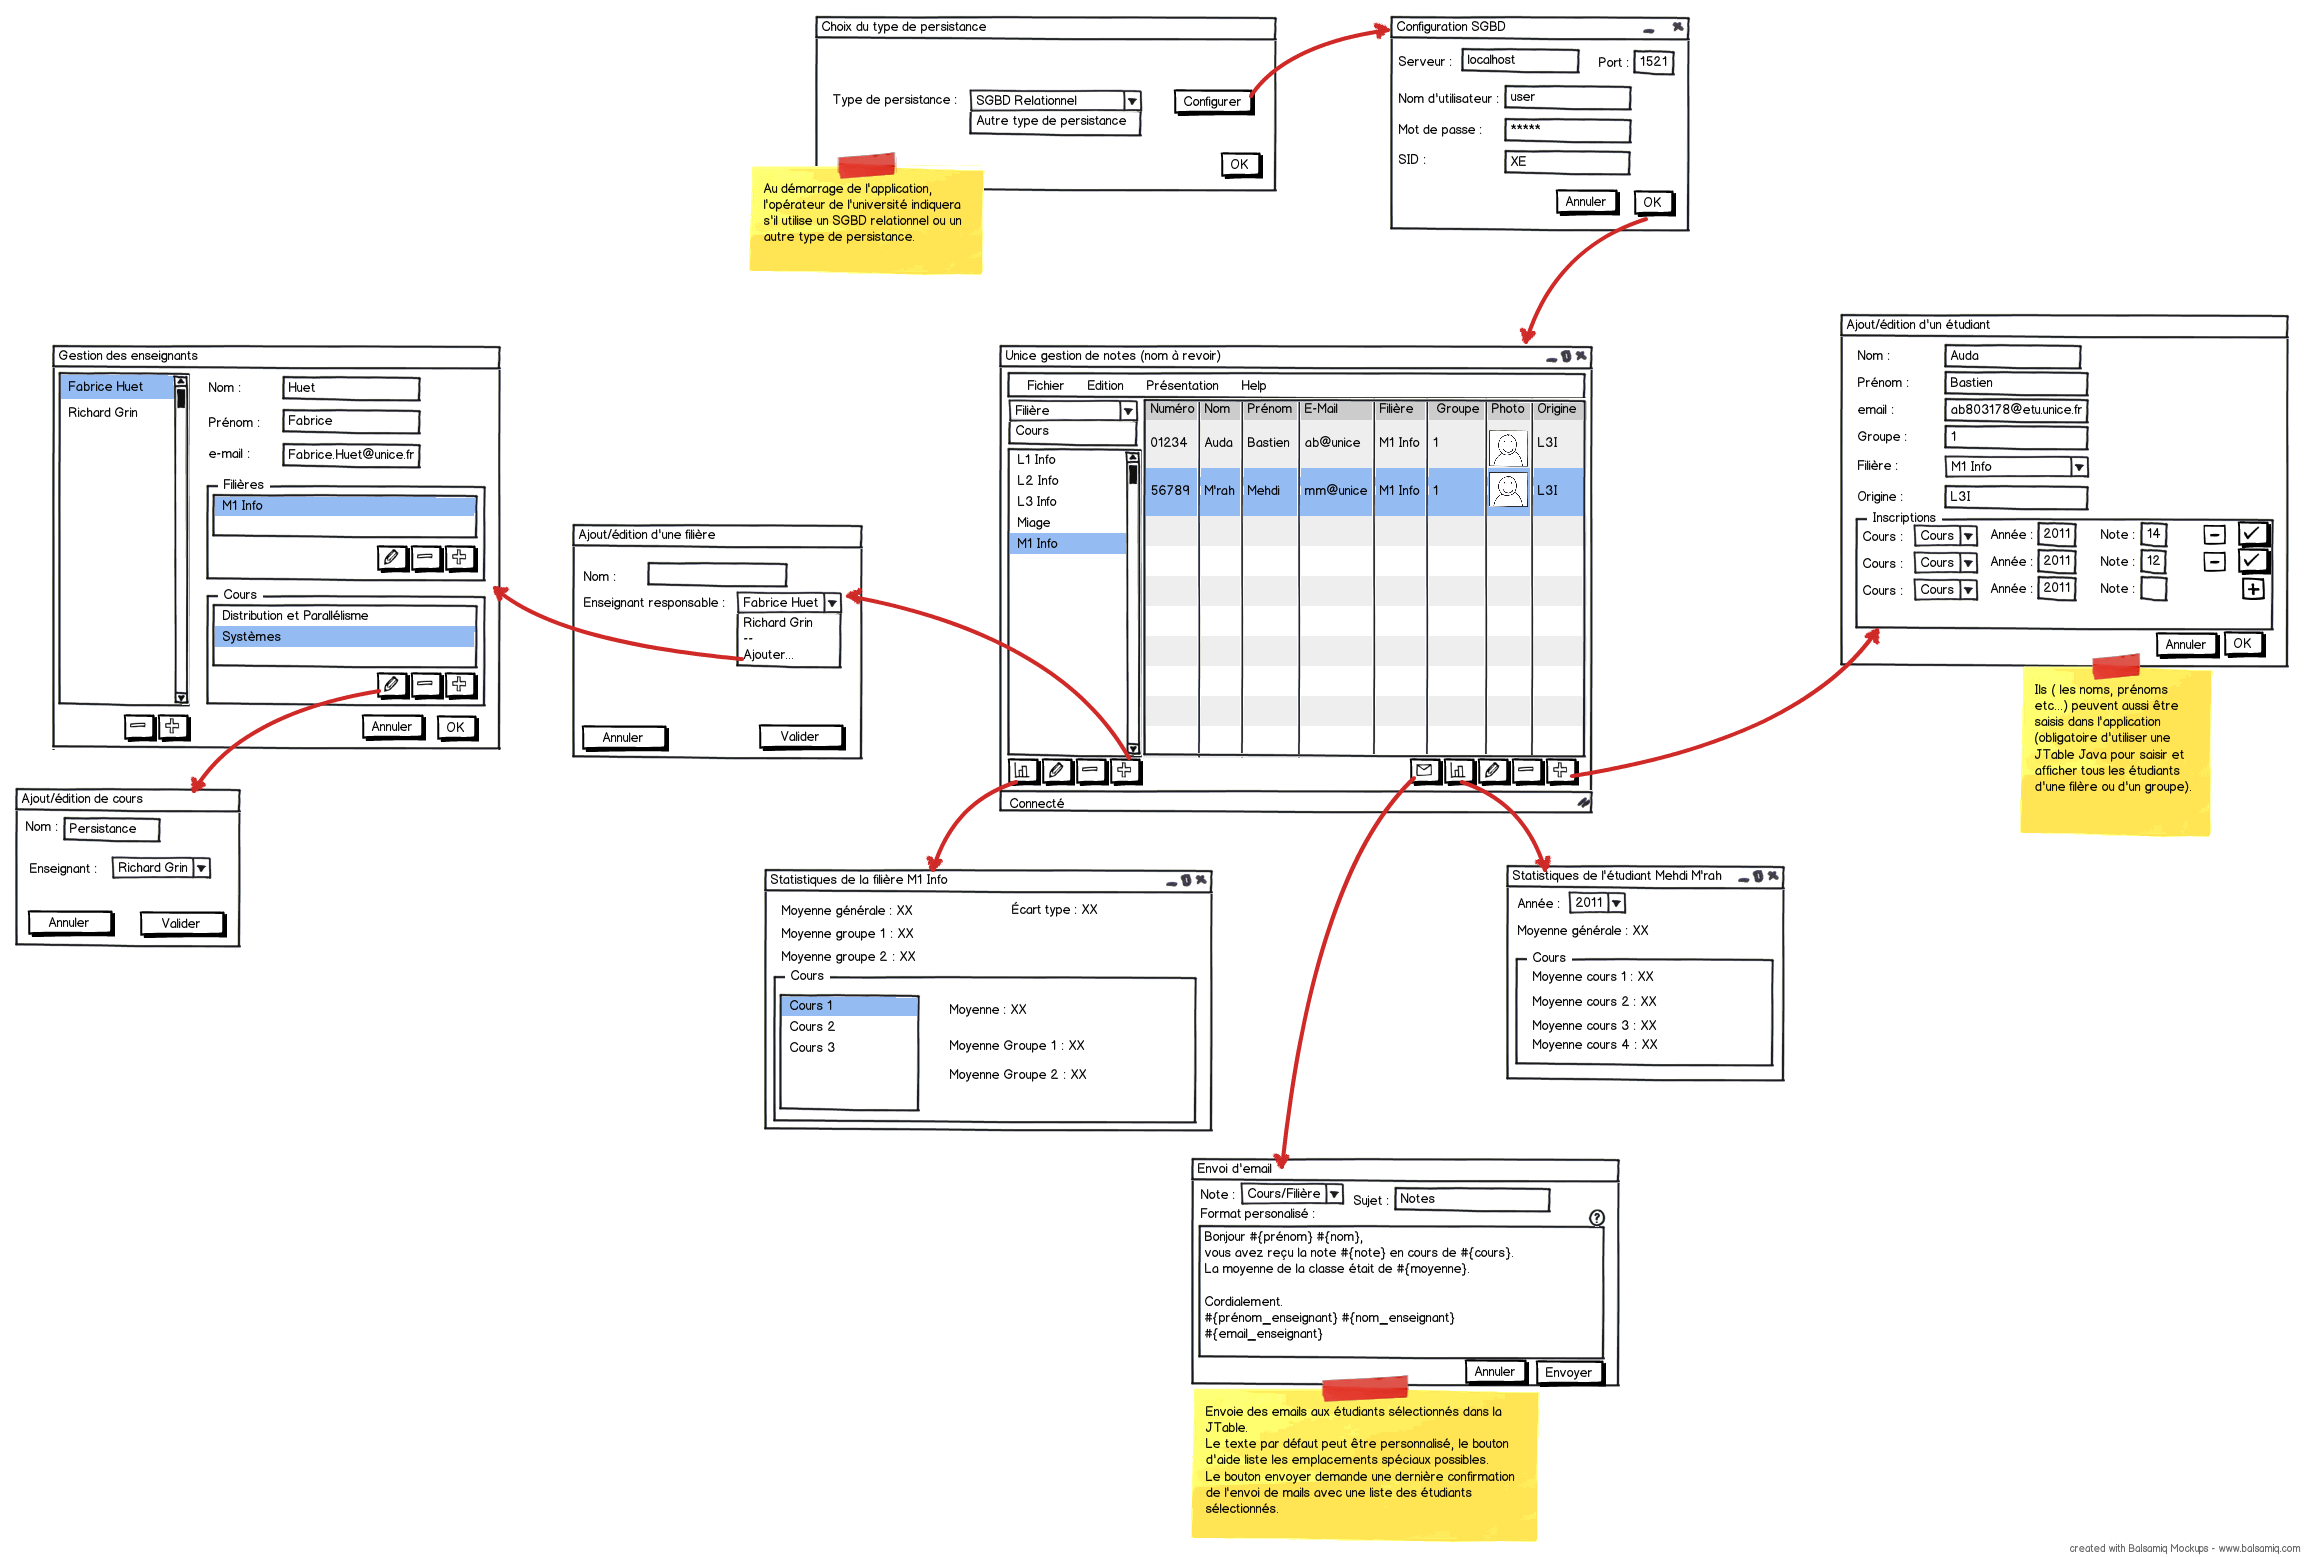 Choix du type de persistance
Type de persistance :
SGBD Relationnel
Autre type de persistance
Configurer
OK
Au démarrage de l'application,
l'opérateur de l'université indiquera
s'il utilise un SGBD relationnel ou un
autre type de persistance.
Configuration SGBD
Serveur : localhost Port : 1521
Nom d'utilisateur : user
Mot de passe : *****
SID : XE
Annuler OK
Gestion des enseignants
Fabrice Huet
Richard Grin
Nom : Huet
Prénom : Fabrice
e-mail : Fabrice.Huet@unice.fr
Filières
M1 Info
Cours
Distribution et Parallélisme
Systèmes
Annuler OK
Ajout/édition d'une filière
Nom :
Enseignant responsable : Fabrice Huet
Richard Grin
--
Ajouter...
Annuler Valider
Unice gestion de notes (nom à revoir)
Fichier Edition Présentation Help
Filière
Cours
L1 Info
L2 Info
L3 Info
Miage
M1 Info
Numéro Nom Prénom E-Mail Filière Groupe Photo Origine
01234 Auda Bastien ab@unice M1 Info 1 L3I
56789 M'rah Mehdi mm@unice M1 Info 1 L3I
Connecté
Ajout/édition d'un étudiant
Nom : Auda
Prénom : Bastien
email : ab803178@etu.unice.fr
Groupe : 1
Filière : M1 Info
Origine : L3I
Inscriptions
Cours : Cours Année : 2011 Note : 14
Cours : Cours Année : 2011 Note : 12
Cours : Cours Année : 2011 Note :
Annuler OK
Ils ( les noms, prénoms
etc...) peuvent aussi être
saisis dans l'application
(obligatoire d'utiliser une
JTable Java pour saisir et
afficher tous les étudiants
d'une filère ou d'un groupe).
Ajout/édition de cours
Nom : Persistance
Enseignant : Richard Grin
Annuler Valider
Statistiques de la filière M1 Info
Moyenne générale : XX Écart type : XX
Moyenne groupe 1 : XX
Moyenne groupe 2 : XX
Cours
Cours 1
Cours 2
Cours 3
Moyenne : XX
Moyenne Groupe 1 : XX
Moyenne Groupe 2 : XX
Statistiques de l'étudiant Mehdi M'rah
Année : 2011
Moyenne générale : XX
Cours
Moyenne cours 1 : XX
Moyenne cours 2 : XX
Moyenne cours 3 : XX
Moyenne cours 4 : XX
Envoi d'email
Note : Cours/Filière Sujet : Notes
Format personalisé :
?
Bonjour #{prénom} #{nom},
vous avez reçu la note #{note} en cours de #{cours}.
La moyenne de la classe était de #{moyenne}.
Cordialement.
#{prénom_enseignant} #{nom_enseignant}
#{email_enseignant}
Annuler Envoyer
Envoie des emails aux étudiants sélectionnés dans la
JTable.
Le texte par défaut peut être personnalisé, le bouton
d'aide liste les emplacements spéciaux possibles.
Le bouton envoyer demande une dernière confirmation
de l'envoi de mails avec une liste des étudiants
sélectionnés.
created with Balsamiq Mockups - www.balsamiq.com